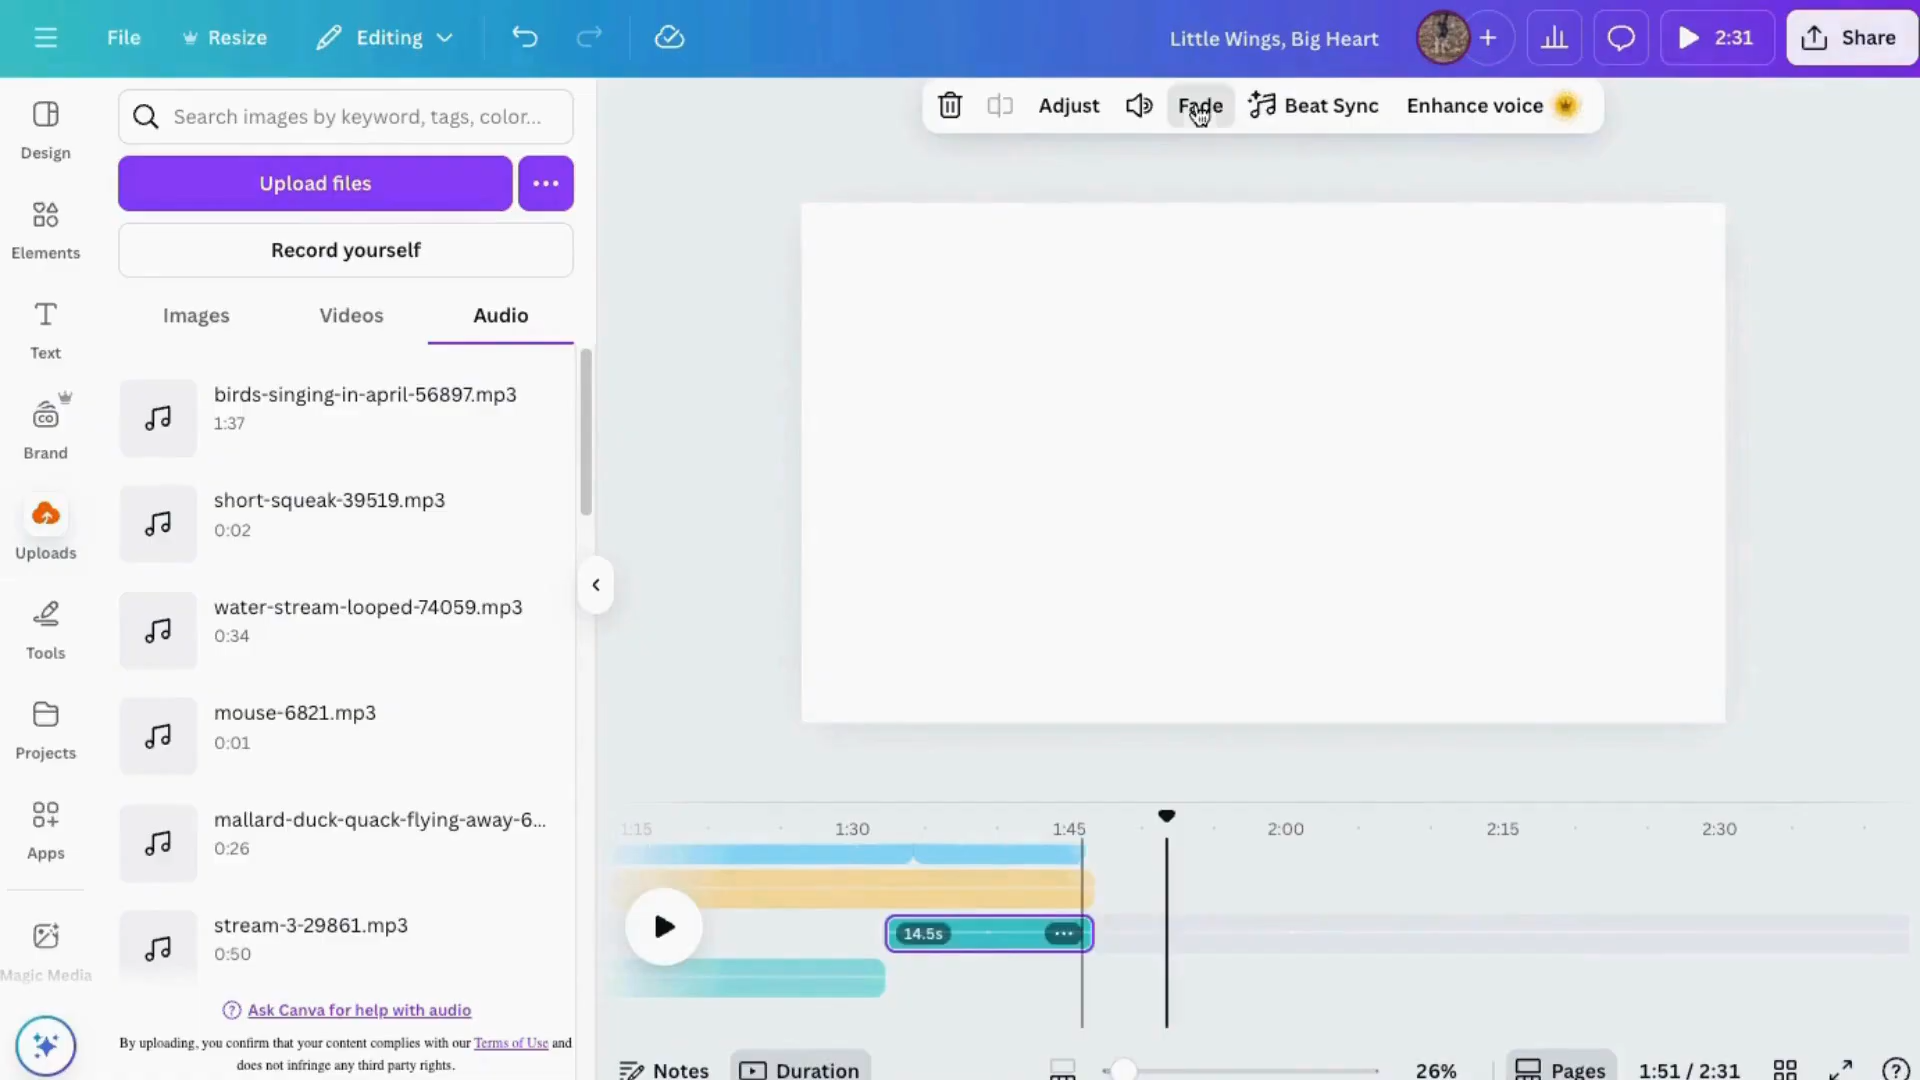 File
Resize
Editing
Little Wings, Big Heart
2:31
Share
Design
Elements
Text
Brand
Uploads
Tools
Projects
Apps
Magic Media
Search images by keyword, tags, color...
Upload files
Record yourself
Images
Videos
Audio
birds-singing-in-april-56897.mp3
1:37
short-squeak-39519.mp3
0:02
water-stream-looped-74059.mp3
0:34
mouse-6821.mp3
0:01
mallard-duck-quack-flying-away-6...
0:26
stream-3-29861.mp3
0:50
Ask Canva for help with audio
By uploading, you confirm that your content complies with our Terms of Use and
does not infringe any third party rights.
Adjust
Fade
Beat Sync
Enhance voice
1:15
1:30
1:45
2:00
2:15
2:30
14.5s
Notes
Duration
26%
Pages
1:51 / 2:31